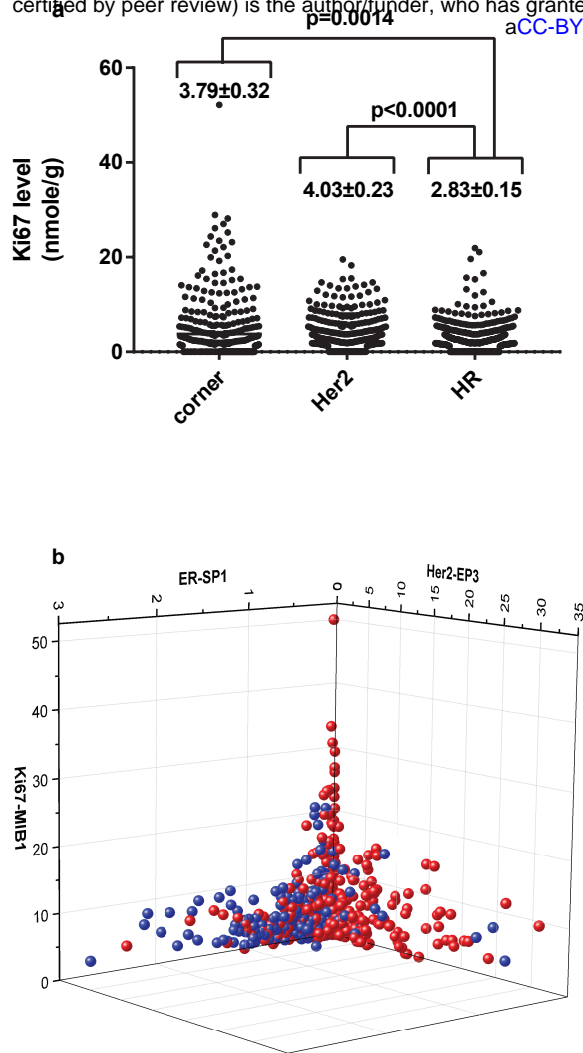 certified by peer review) is the author/funder, who has grante
a
p=0.0014
aCC-BY
60
3.79±0.32
p<0.0001
40
4.03±0.23
2.83±0.15
Ki67 level
(nmole/g)
20
0
corner
Her2
HR
b
ER-SP1
Her2-EP3
3
2
1
0
5
10
15
20
25
30
35
50
40
30
20
10
0
Ki67-MIB1